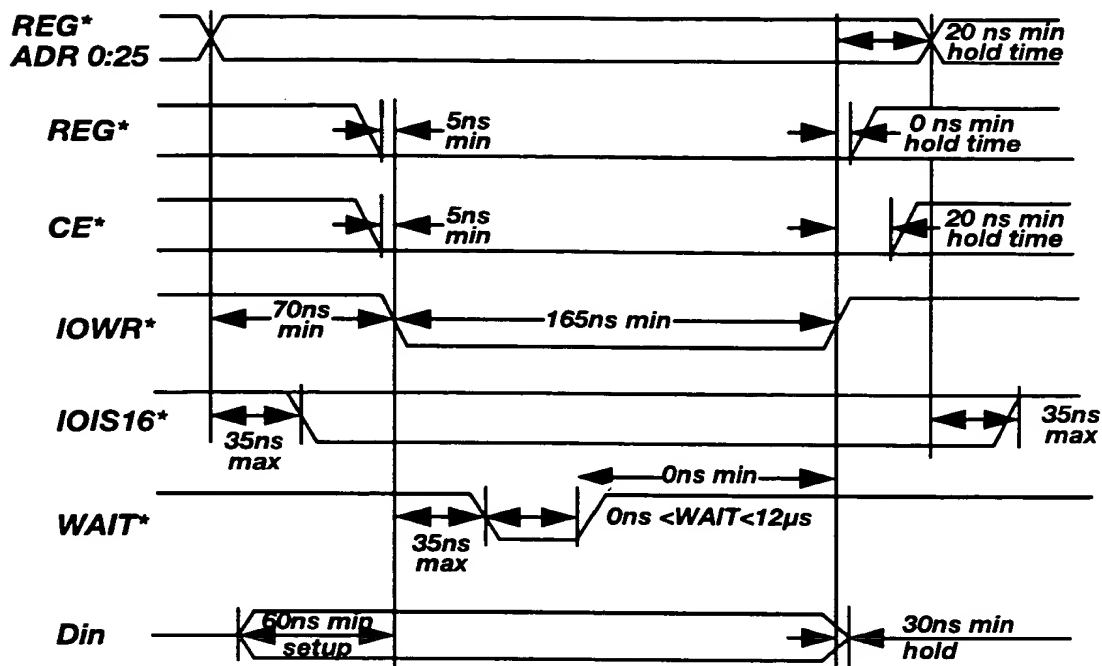 REG*
ADR 0:25
20 ns min
hold time
REG*
5ns
min
0 ns min
hold time
CE*
5ns
min
20 ns min
hold time
IOWR*
70ns
min
165ns min
IOIS16*
35ns
max
35ns
max
WAIT*
35ns
max
0ns min
0ns <WAIT<12µs
Din
60ns min
setup
30ns min
hold